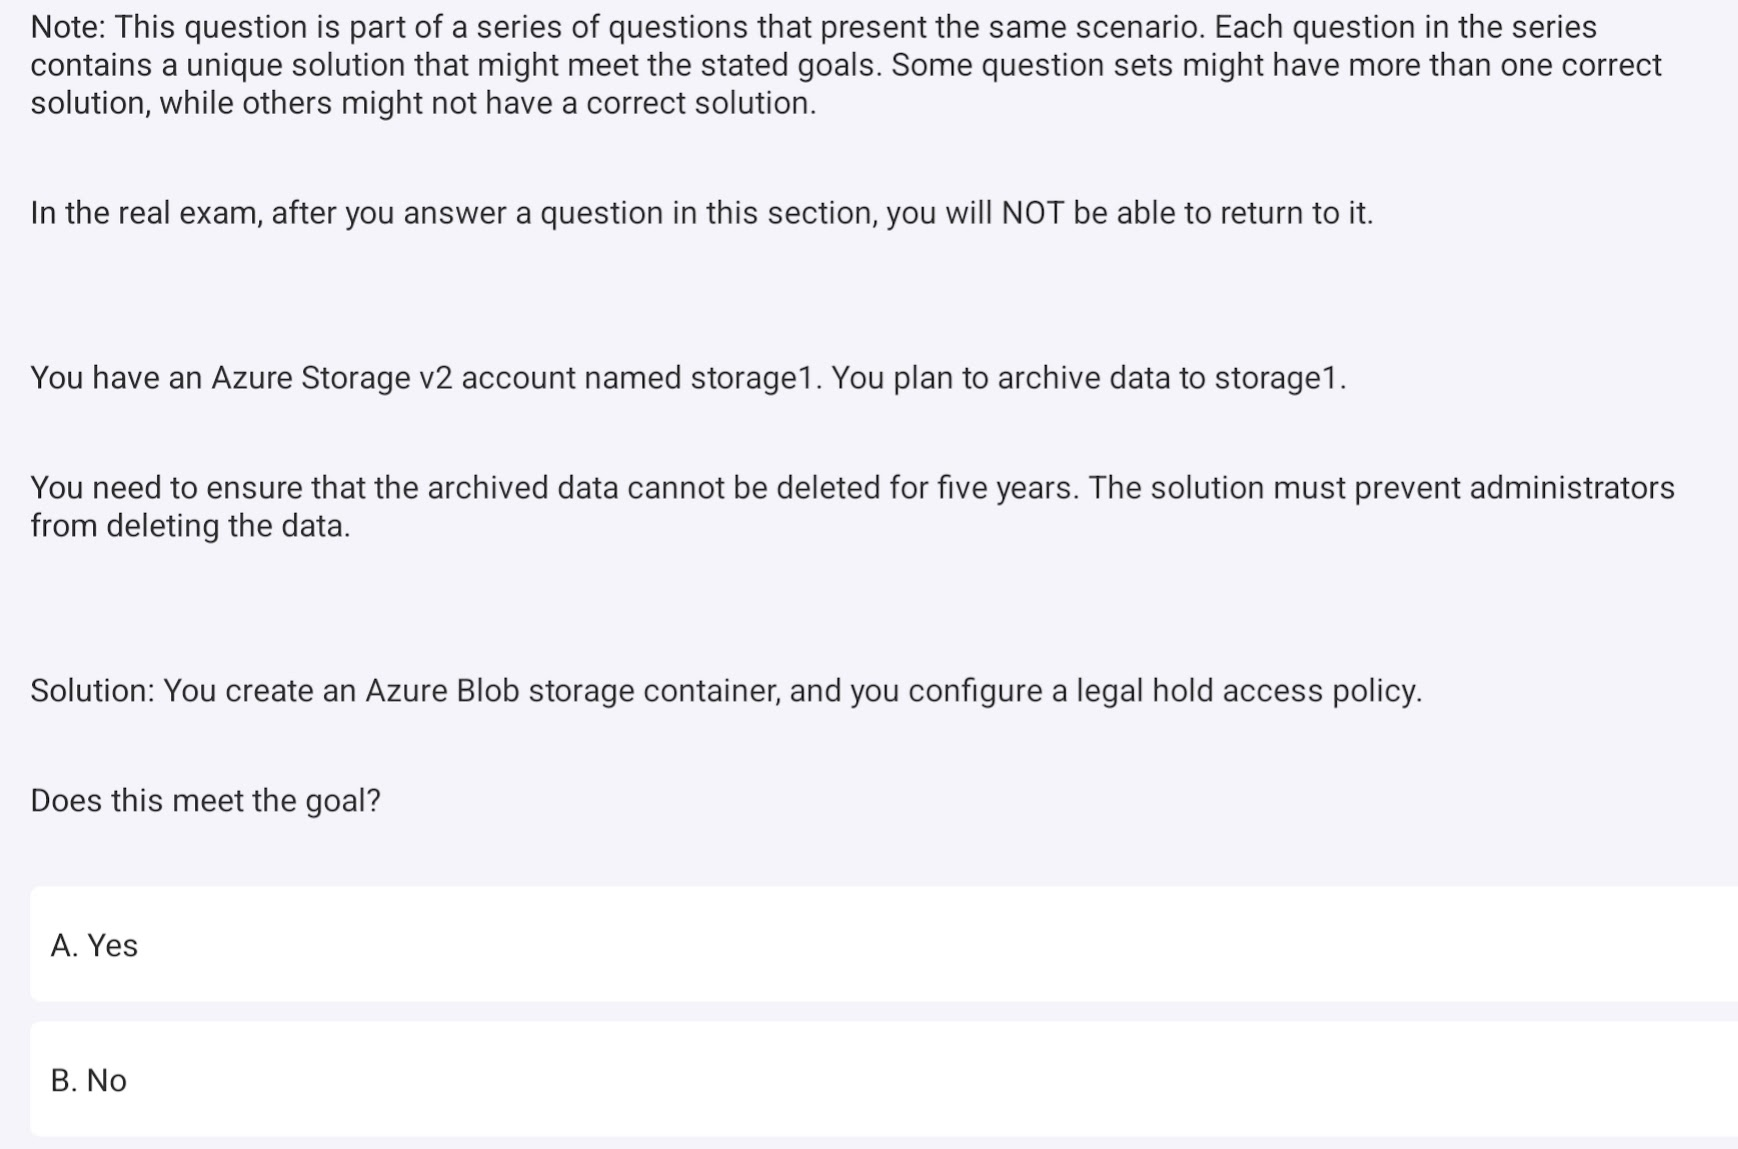 Note: This question is part of a series of questions that present the same scenario. Each question in the series
contains a unique solution that might meet the stated goals. Some question sets might have more than one correct
solution, while others might not have a correct solution.
In the real exam, after you answer a question in this section, you will NOT be able to return to it.
You have an Azure Storage v2 account named storage1. You plan to archive data to storage1.
You need to ensure that the archived data cannot be deleted for five years. The solution must prevent administrators
from deleting the data.
Solution: You create an Azure Blob storage container, and you configure a legal hold access policy.
Does this meet the goal?
A. Yes
B. No